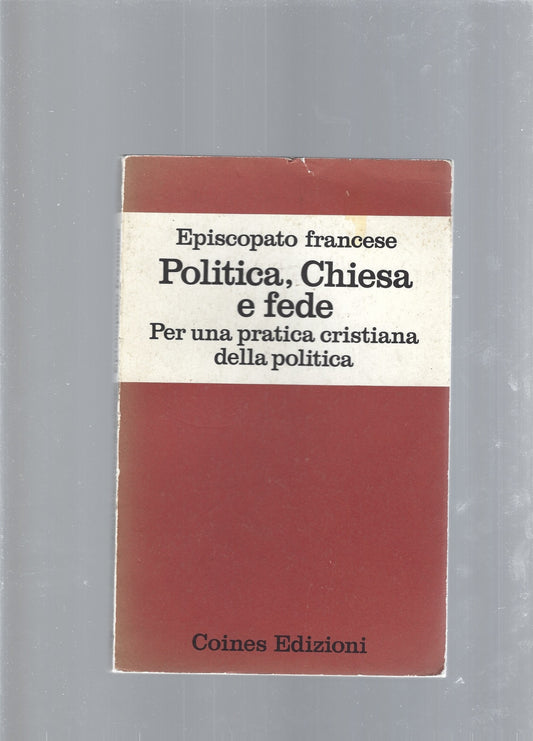 Episcopato francese
Politica, Chiesa
e fede
Per una pratica cristiana
della politica
Coines Edizioni